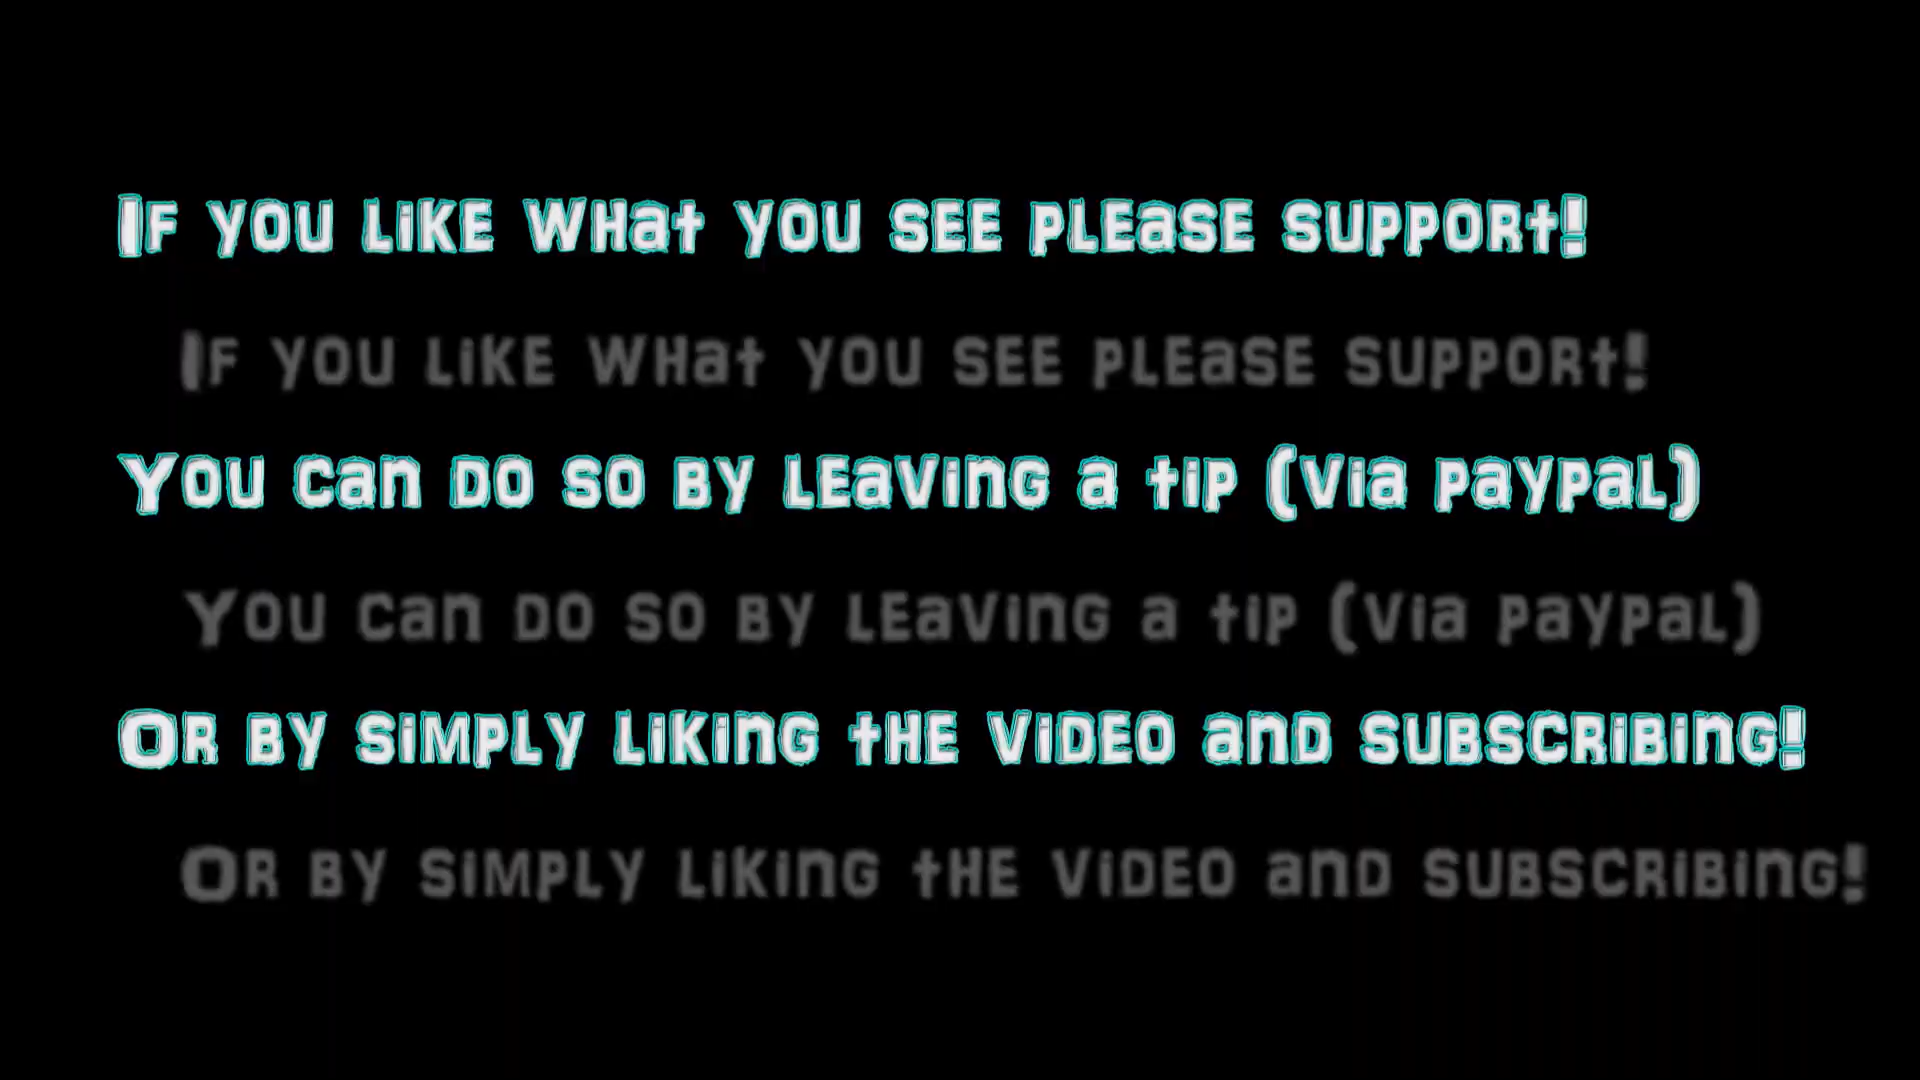 If you like what you see please support!
If you like what you see please support!
You can do so by leaving a tip (via paypal)
You can do so by leaving a tip (via paypal)
Or by simply liking the video and subscribing!
Or by simply liking the video and subscribing!